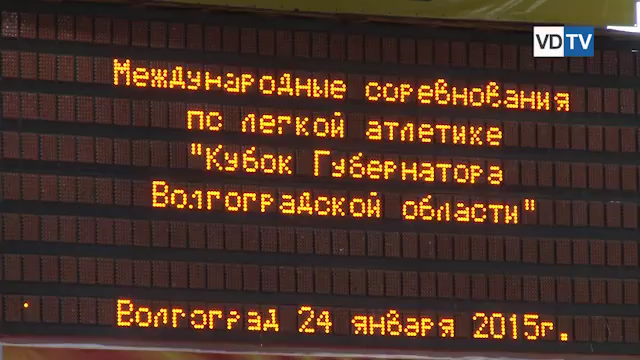 VDTV
Международные соревнования
по легкой атлетике
"Кубок Губернатора
Волгоградской области"
Волгоград 24 января 2015г.